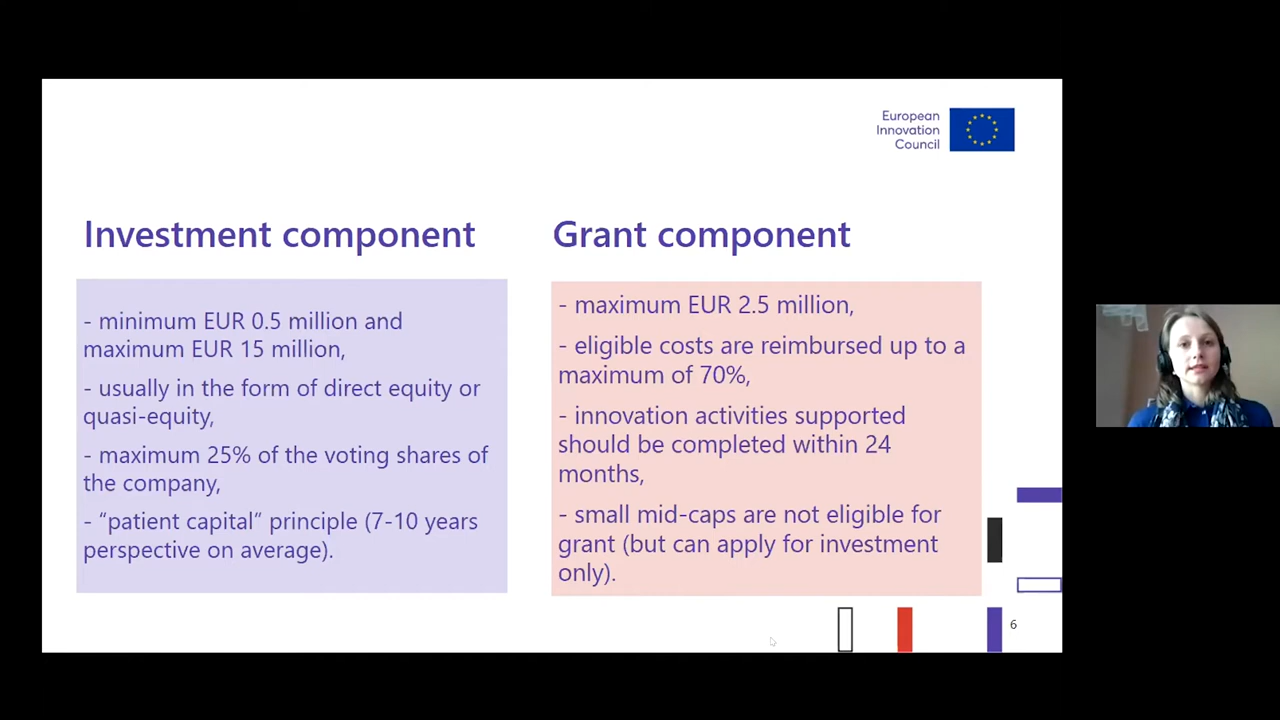 European
Innovation
Council
Investment component
- minimum EUR 0.5 million and
maximum EUR 15 million,
- usually in the form of direct equity or
quasi-equity,
- maximum 25% of the voting shares of
the company,
- “patient capital“ principle (7-10 years
perspective on average).
Grant component
- maximum EUR 2.5 million,
- eligible costs are reimbursed up to a
maximum of 70%,
- innovation activities supported
should be completed within 24
months,
- small mid-caps are not eligible for
grant (but can apply for investment
only).
6